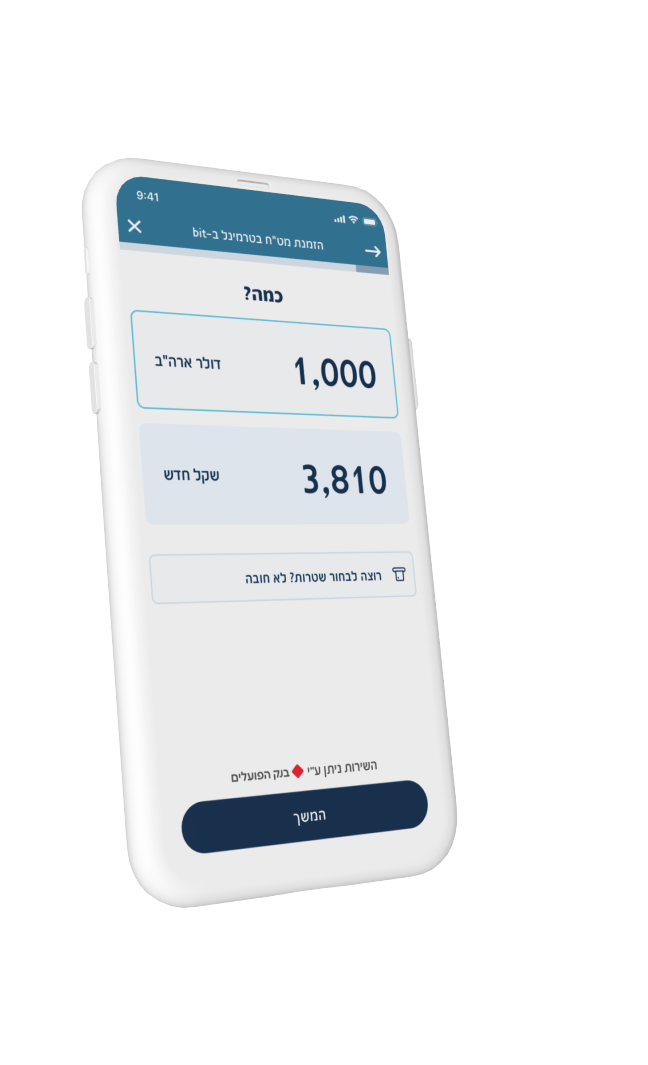 9:41
הזמנת מט"ח בטרמינל ב-bit
כמה?
1,000 דולר ארה"ב
3,810 שקל חדש
רוצה לבחור שטרות? לא חובה
השירות ניתן ע"י בנק הפועלים
המשך